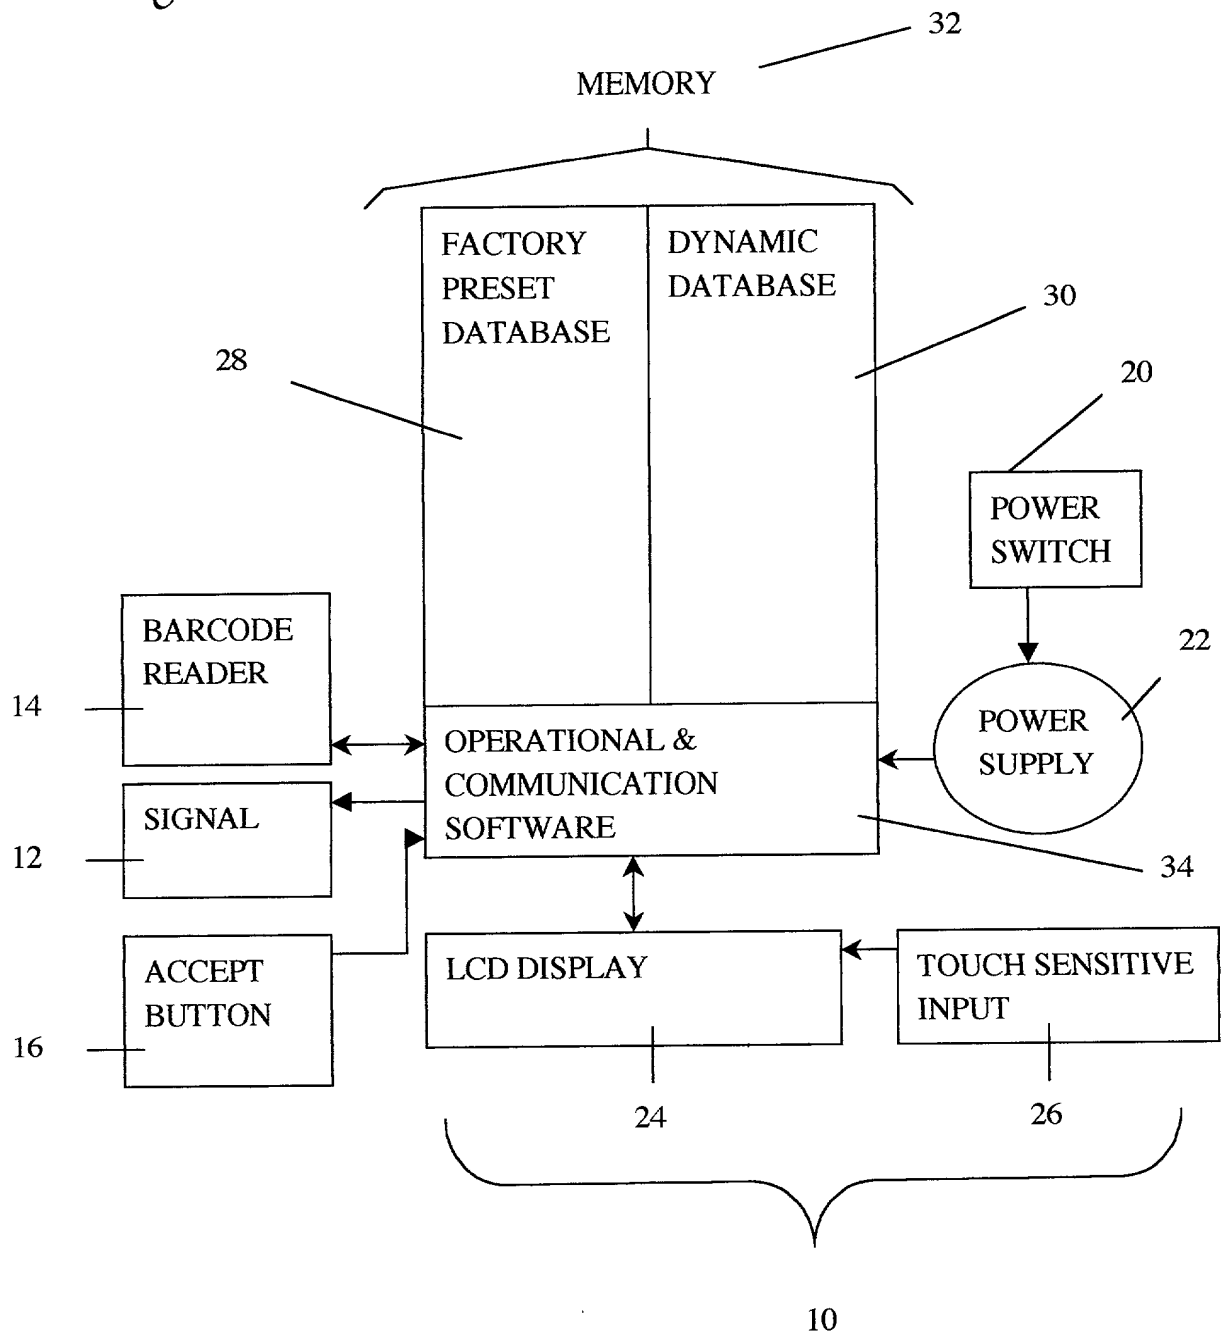 32
MEMORY
FACTORY
PRESET
DATABASE
DYNAMIC
DATABASE
30
28
20
POWER
SWITCH
BARCODE
READER
22
14
POWER
SUPPLY
OPERATIONAL &
COMMUNICATION
SOFTWARE
SIGNAL
12
34
ACCEPT
BUTTON
LCD DISPLAY
TOUCH SENSITIVE
INPUT
16
24
26
10